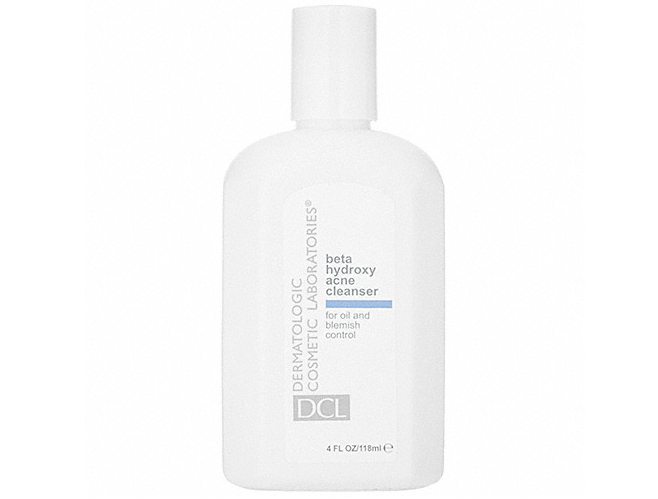 DERMATOLOGIC
COSMETIC LABORATORIES®
DCL
beta
hydroxy
acne
cleanser
for oil and
blemish
control
4 FL OZ/118ml ℮